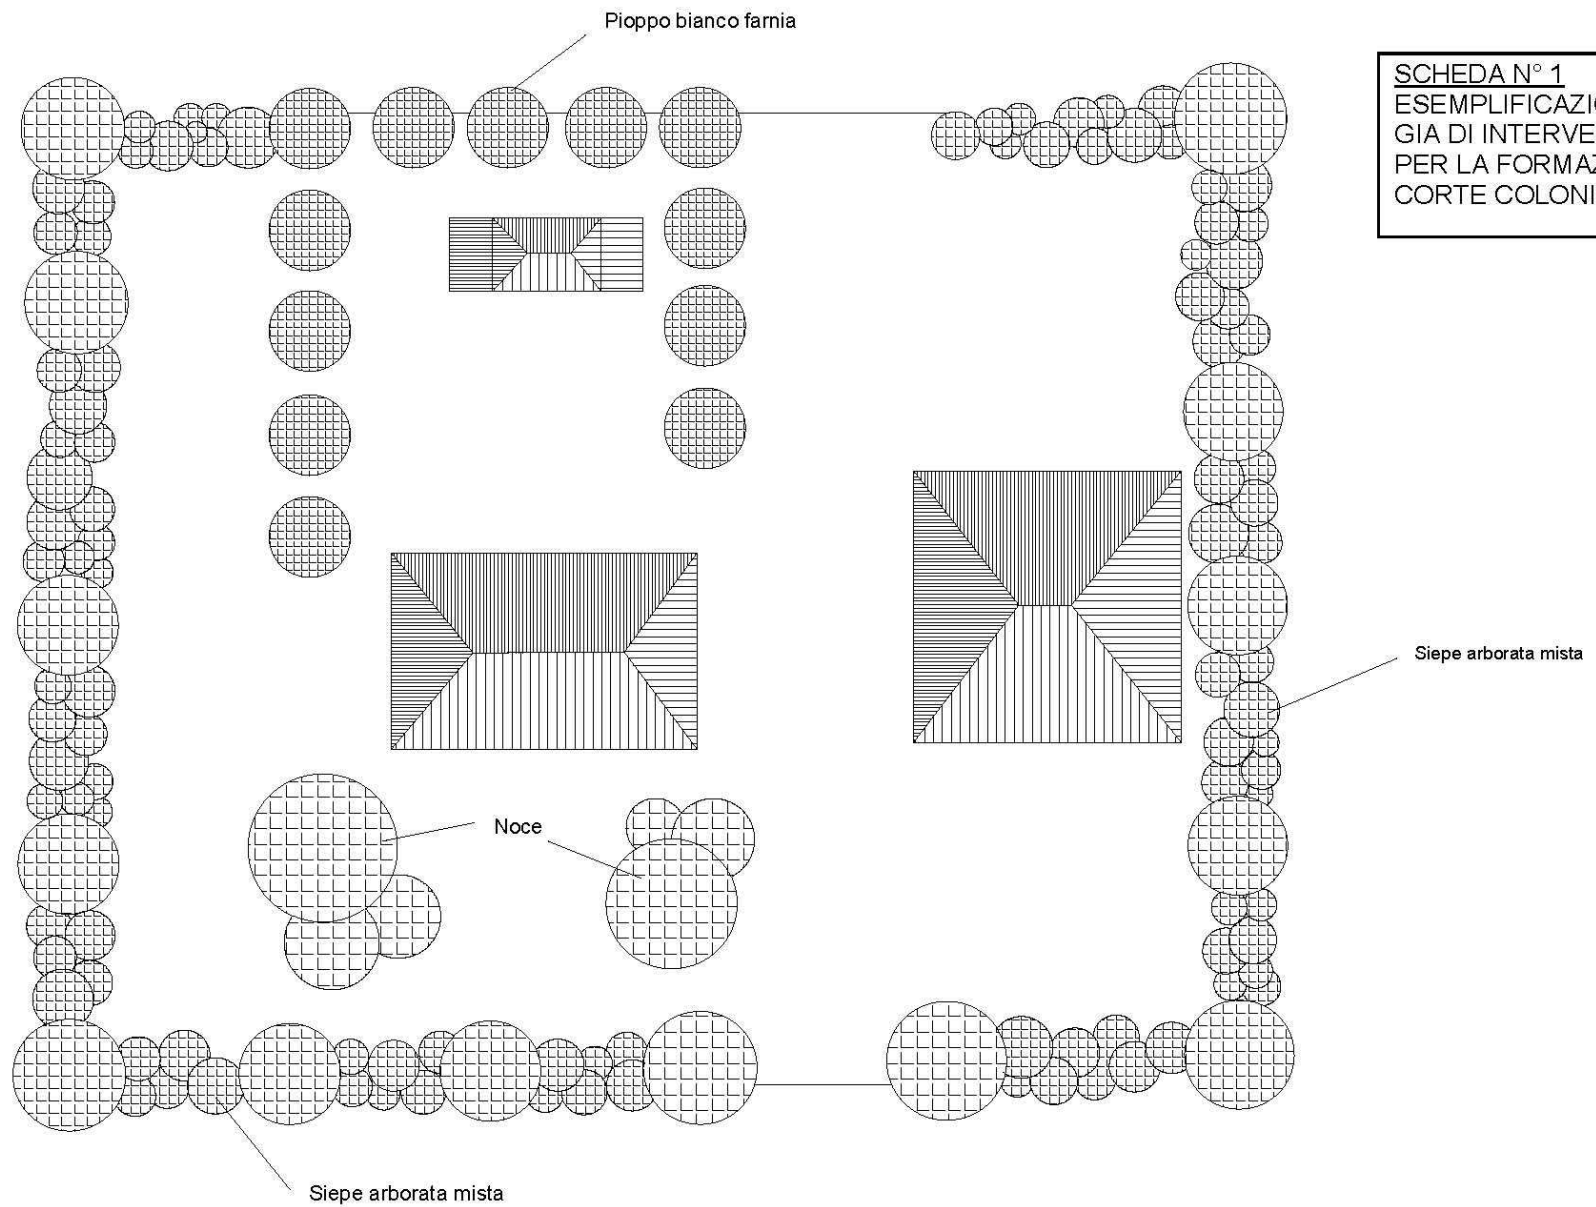 Pioppo bianco farnia
SCHEDA N° 1
ESEMPLIFICAZI
GIA DI INTERVE
PER LA FORMAZ
CORTE COLONI
Siepe arborata mista
Noce
Siepe arborata mista